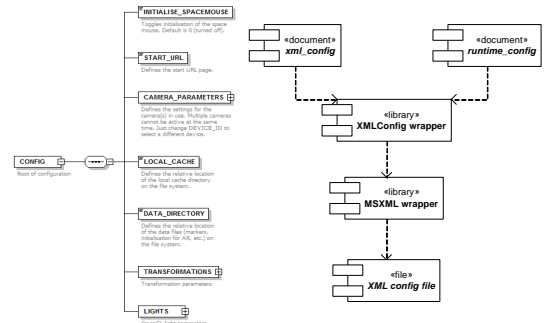 INITIALISE_SPACEMOUSE
Toggles initialisation of the space
mouse. Default is 0 (turned off).
START_URL
Defines the start URL page.
CAMERA_PARAMETERS
Defines the settings for the
camera(s) in use. Multiple cameras
cannot be active at the same
time. Just change DEVICE_ID to
select a different device.
CONFIG
Root of configuration
LOCAL_CACHE
Defines the relative location
of the local cache directory
on the file system.
DATA_DIRECTORY
Defines the relative location
of the data files (markers,
initialisation for AR, etc.) on
the file system.
TRANSFORMATIONS
Transformation parameters.
LIGHTS
«document»
xml_config
«document»
runtime_config
«library»
XMLConfig wrapper
«library»
MSXML wrapper
«file»
XML config file